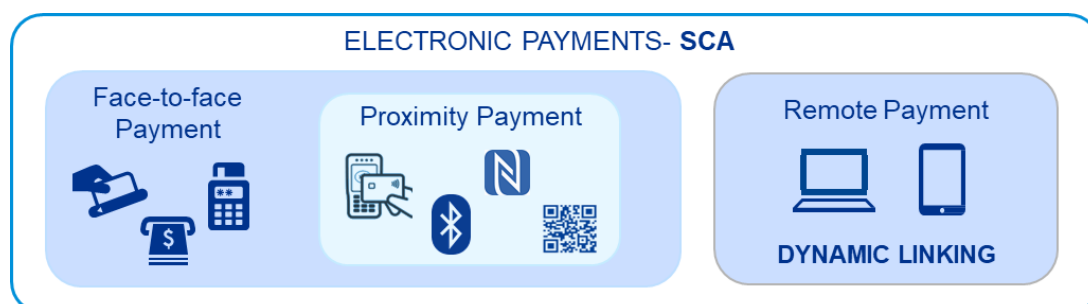 ELECTRONIC PAYMENTS- SCA
Face-to-face
Payment
Proximity Payment
Remote Payment
**
$
DYNAMIC LINKING